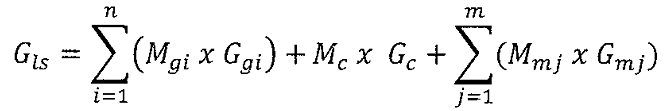 G_{ls} = \sum_{i=1}^{n} (M_{gi} x G_{gi}) + M_c x G_c + \sum_{j=1}^{m} (M_{mj} x G_{mj})